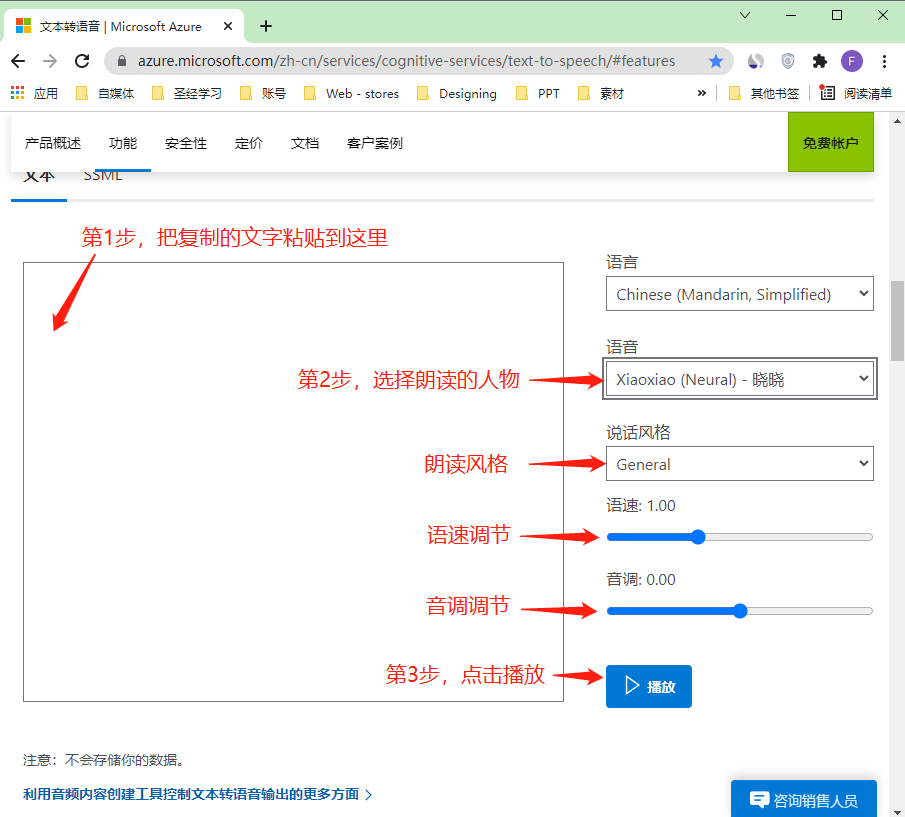 文本转语音 | Microsoft Azure
azure.microsoft.com/zh-cn/services/cognitive-services/text-to-speech/#features
F
应用 自媒体 圣经学习 账号 Web - stores Designing PPT 素材 » 其他书签 阅读清单
产品概述 功能 安全性 定价 文档 客户案例 免费帐户
文本 SSML
第1步，把复制的文字粘贴到这里
语言
Chinese (Mandarin, Simplified)
语音
第2步，选择朗读的人物
Xiaoxiao (Neural) - 晓晓
说话风格
朗读风格
General
语速: 1.00
语速调节
音调: 0.00
音调调节
第3步，点击播放
播放
注意：不会存储你的数据。
利用音频内容创建工具控制文本转语音输出的更多方面
咨询销售人员